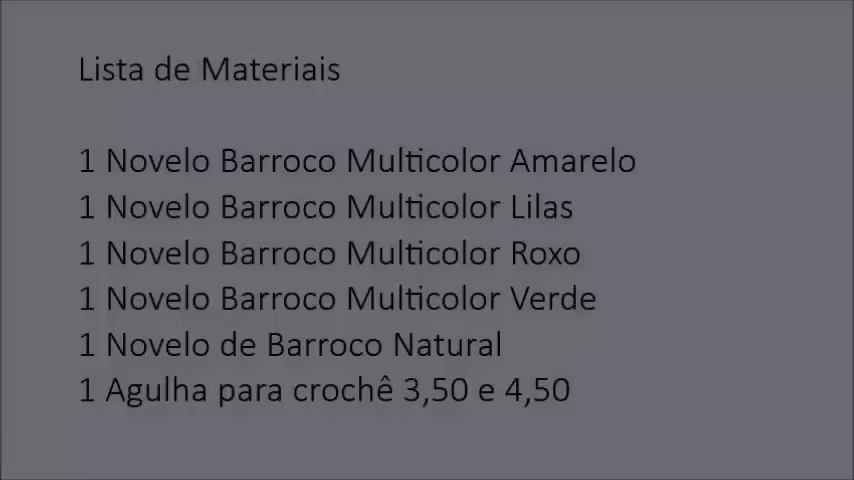 Lista de Materiais
1 Novelo Barroco Multicolor Amarelo
1 Novelo Barroco Multicolor Lilas
1 Novelo Barroco Multicolor Roxo
1 Novelo Barroco Multicolor Verde
1 Novelo de Barroco Natural
1 Agulha para crochê 3,50 e 4,50